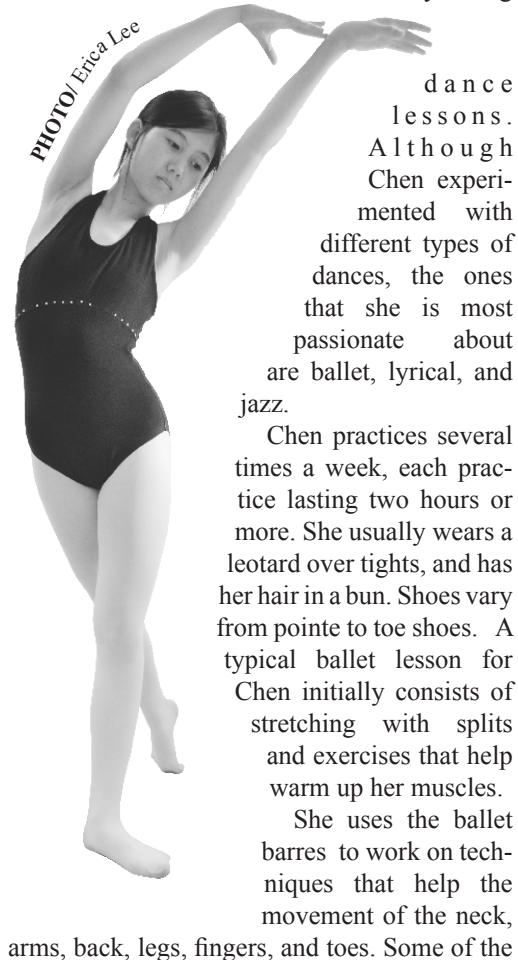 PHOTO/ Erica Lee
dance
lessons.
Although
Chen experi-
mented with
different types of
dances, the ones
that she is most
passionate about
are ballet, lyrical, and
jazz.
Chen practices several
times a week, each prac-
tice lasting two hours or
more. She usually wears a
leotard over tights, and has
her hair in a bun. Shoes vary
from pointe to toe shoes. A
typical ballet lesson for
Chen initially consists of
stretching with splits
and exercises that help
warm up her muscles.
She uses the ballet
barres to work on tech-
niques that help the
movement of the neck,
arms, back, legs, fingers, and toes. Some of the